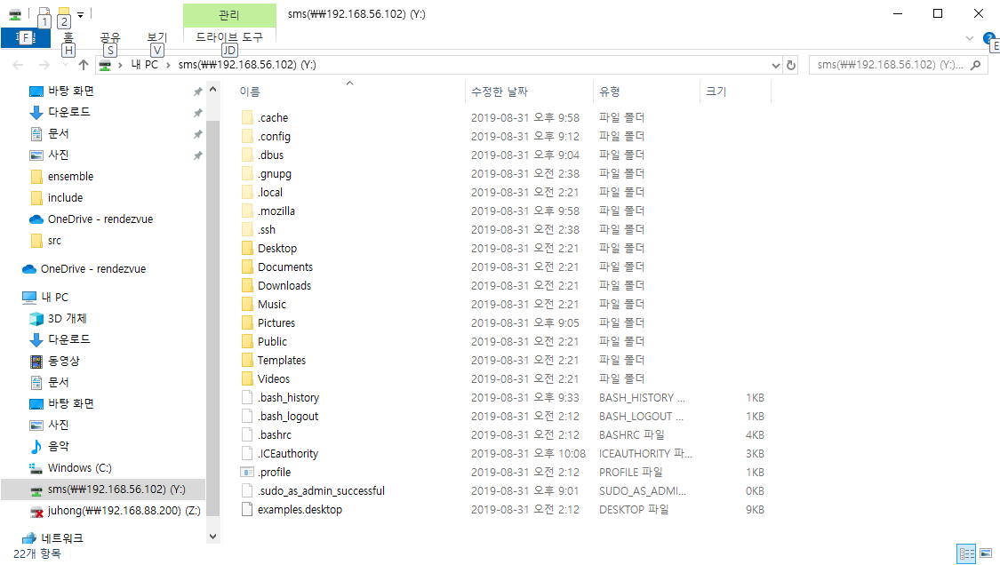 관리
sms(₩₩192.168.56.102) (Y:)
1
2
홈
공유
보기
드라이브 도구
F
H
S
V
JD
E
내 PC
sms(₩₩192.168.56.102) (Y:)
sms(₩₩192.168.56.102) (Y:)...
바탕 화면
다운로드
문서
사진
ensemble
include
OneDrive - rendezvue
src
OneDrive - rendezvue
내 PC
3D 개체
다운로드
동영상
문서
바탕 화면
사진
음악
Windows (C:)
sms(₩₩192.168.56.102) (Y:)
juhong(₩₩192.168.88.200) (Z:)
네트워크
이름 수정한 날짜 유형 크기
.cache 2019-08-31 오후 9:58 파일 폴더
.config 2019-08-31 오후 9:12 파일 폴더
.dbus 2019-08-31 오후 9:04 파일 폴더
.gnupg 2019-08-31 오전 2:38 파일 폴더
.local 2019-08-31 오전 2:21 파일 폴더
.mozilla 2019-08-31 오후 9:58 파일 폴더
.ssh 2019-08-31 오전 2:38 파일 폴더
Desktop 2019-08-31 오전 2:21 파일 폴더
Documents 2019-08-31 오전 2:21 파일 폴더
Downloads 2019-08-31 오전 2:21 파일 폴더
Music 2019-08-31 오전 2:21 파일 폴더
Pictures 2019-08-31 오후 9:05 파일 폴더
Public 2019-08-31 오전 2:21 파일 폴더
Templates 2019-08-31 오전 2:21 파일 폴더
Videos 2019-08-31 오전 2:21 파일 폴더
.bash_history 2019-08-31 오후 9:33 BASH_HISTORY ... 1KB
.bash_logout 2019-08-31 오전 2:12 BASH_LOGOUT ... 1KB
.bashrc 2019-08-31 오전 2:12 BASHRC 파일 4KB
.ICEauthority 2019-08-31 오후 10:08 ICEAUTHORITY 파... 3KB
.profile 2019-08-31 오전 2:12 PROFILE 파일 1KB
.sudo_as_admin_successful 2019-08-31 오후 9:01 SUDO_AS_ADMI... 0KB
examples.desktop 2019-08-31 오전 2:12 DESKTOP 파일 9KB
22개 항목